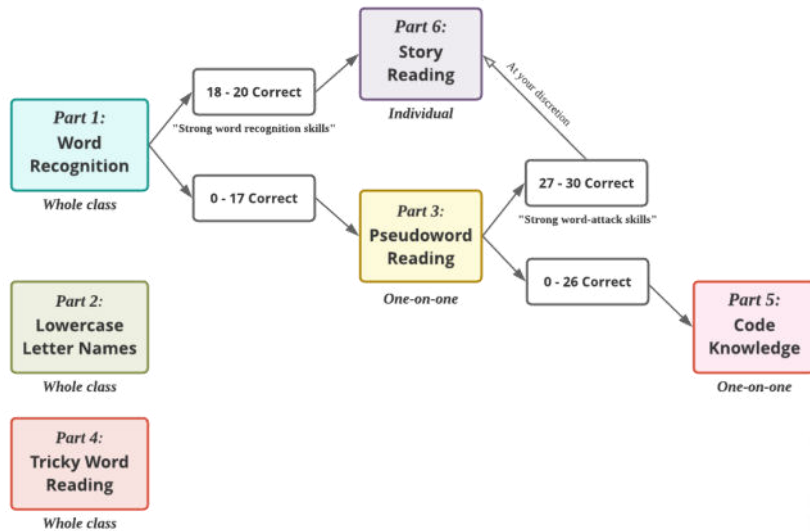 Part 1:
Word
Recognition
Whole class
18 - 20 Correct
"Strong word recognition skills"
0 - 17 Correct
Part 6:
Story
Reading
Individual
At your discretion
Part 3:
Pseudoword
Reading
One-on-one
27 - 30 Correct
"Strong word-attack skills"
0 - 26 Correct
Part 5:
Code
Knowledge
One-on-one
Part 2:
Lowercase
Letter Names
Whole class
Part 4:
Tricky Word
Reading
Whole class